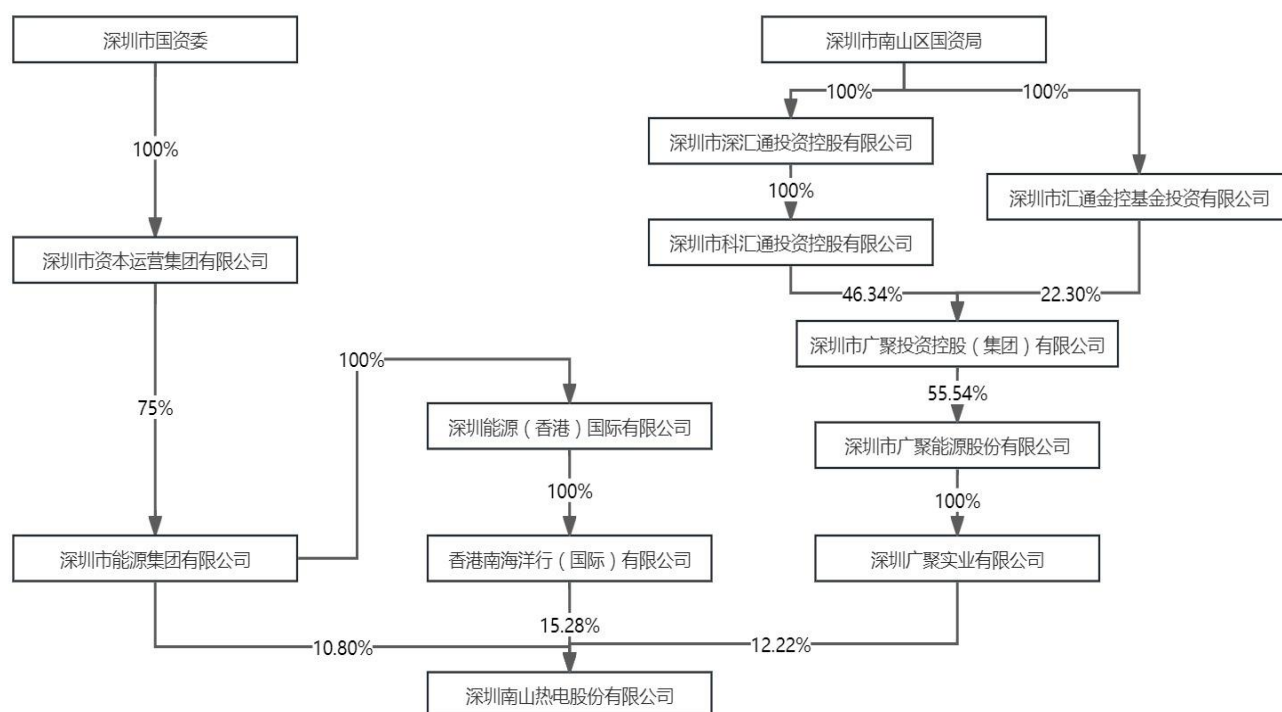 深圳市国资委
深圳市南山区国资局
100%
100%
深圳市深汇通投资控股有限公司
100%
100%
深圳市汇通金控基金投资有限公司
深圳市资本运营集团有限公司
深圳市科汇通投资控股有限公司
46.34%
22.30%
深圳市广聚投资控股（集团）有限公司
100%
55.54%
75%
深圳能源（香港）国际有限公司
深圳市广聚能源股份有限公司
100%
100%
深圳市能源集团有限公司
香港南海洋行（国际）有限公司
深圳广聚实业有限公司
15.28%
10.80%
12.22%
深圳南山热电股份有限公司